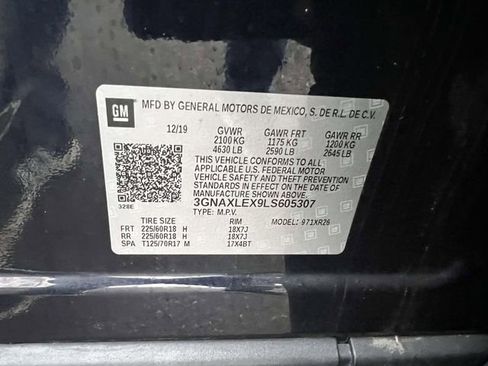 GM MFD BY GENERAL MOTORS DE MEXICO, S. DE R.L. DE C.V.
12/19 GVWR GAWR FRT GAWR RR
2100 KG 1175 KG 1200 KG
4630 LB 2590 LB 2645 LB
THIS VEHICLE CONFORMS TO ALL
APPLICABLE U.S. FEDERAL MOTOR
VEHICLE SAFETY AND THEFT PREVENTION
STANDARDS IN EFFECT ON THE DATE OF
MANUFACTURE SHOWN ABOVE.
328E 3GNAXLEX9LS605307
TYPE: M.P.V. MODEL: 971XR26
TIRE SIZE RIM
FRT 225/60R18 H 18X7J
RR 225/60R18 H 18X7J
SPA T125/70R17 M 17X4BT